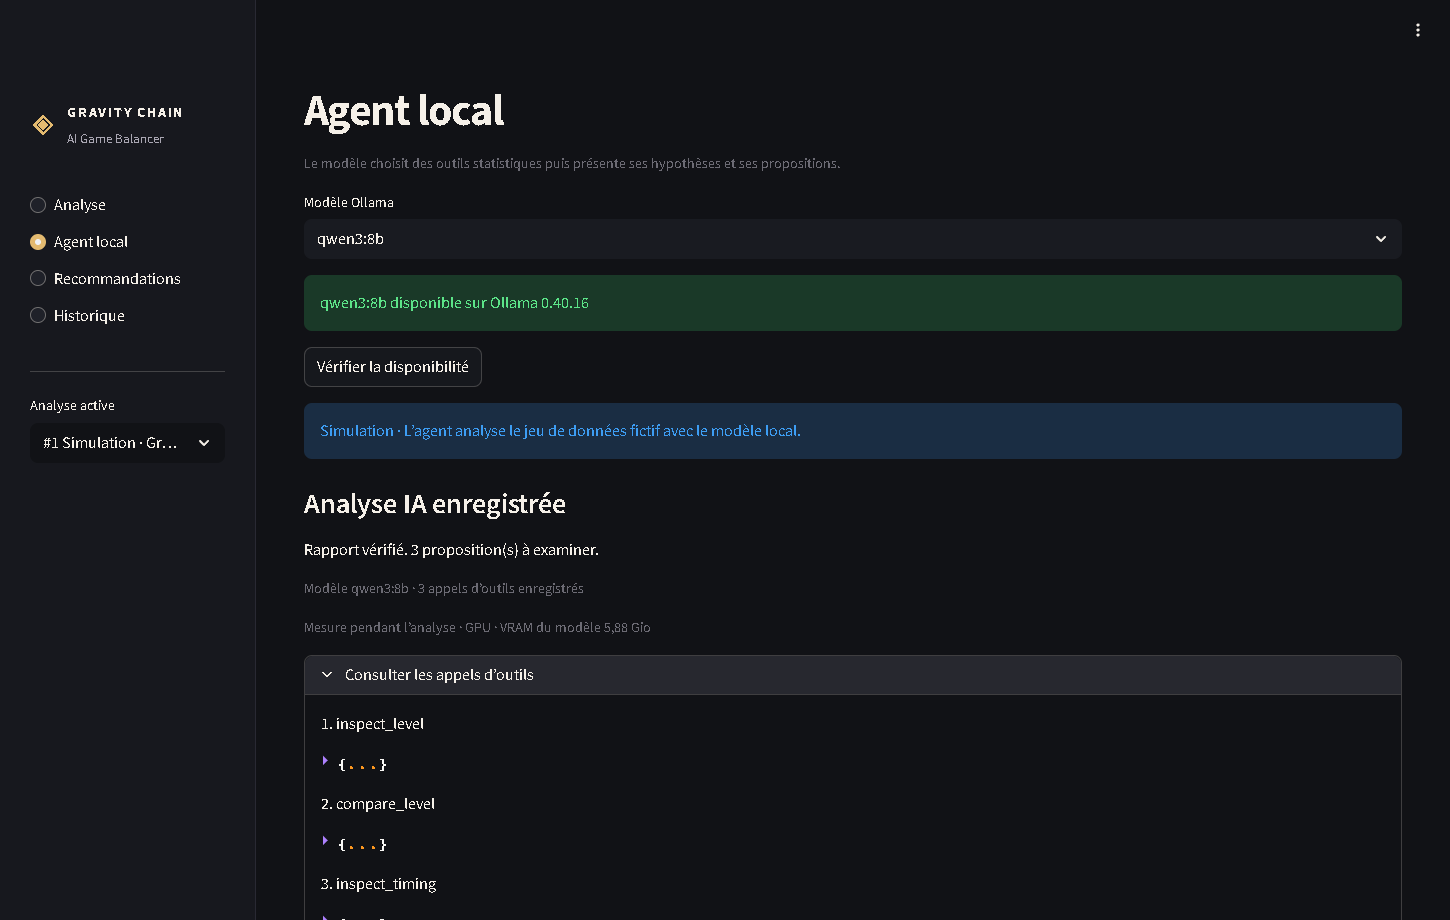 GRAVITY CHAIN
AI Game Balancer
Analyse
Agent local
Recommandations
Historique
Analyse active
#1 Simulation · Gr...
Agent local
Le modèle choisit des outils statistiques puis présente ses hypothèses et ses propositions.
Modèle Ollama
qwen3:8b
qwen3:8b disponible sur Ollama 0.40.16
Vérifier la disponibilité
Simulation · L’agent analyse le jeu de données fictif avec le modèle local.
Analyse IA enregistrée
Rapport vérifié. 3 proposition(s) à examiner.
Modèle qwen3:8b · 3 appels d’outils enregistrés
Mesure pendant l’analyse · GPU · VRAM du modèle 5,88 Gio
Consulter les appels d’outils
1. inspect_level
{...}
2. compare_level
{...}
3. inspect_timing